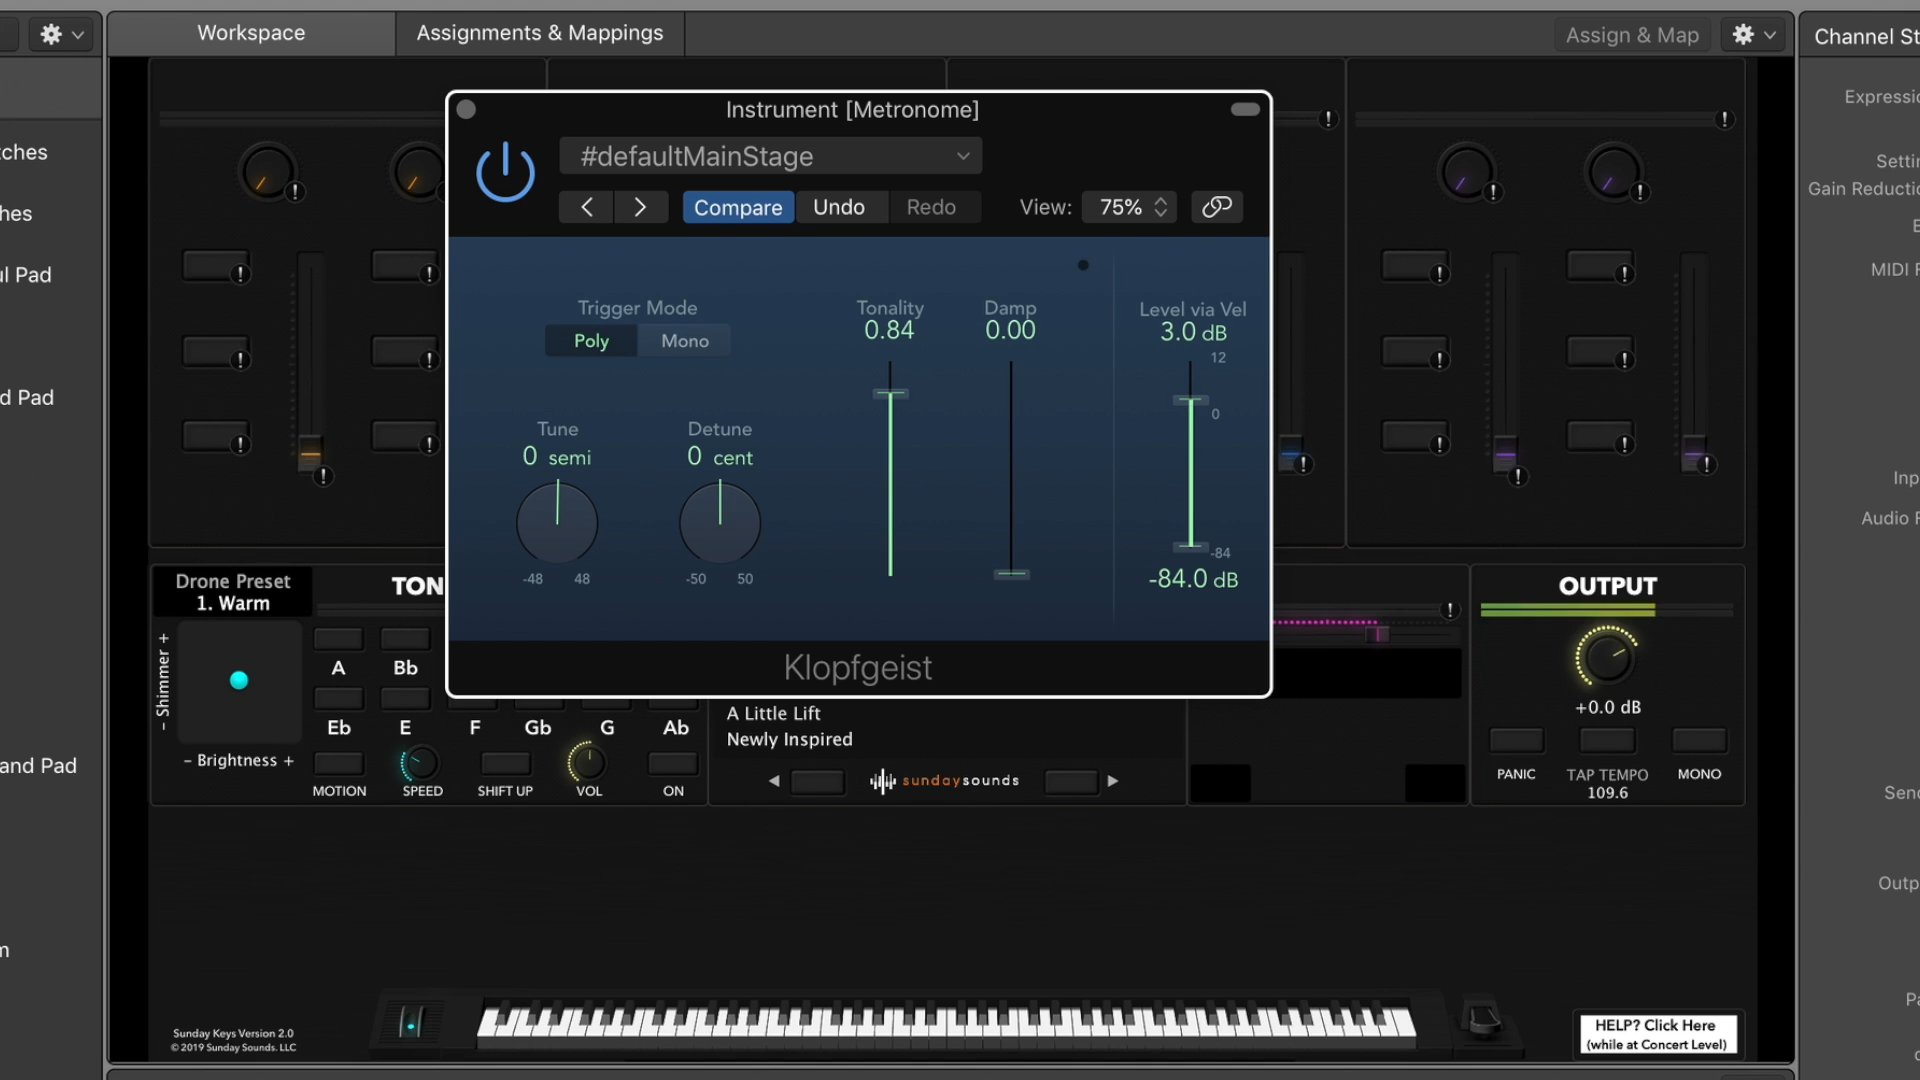 Workspace
Assignments & Mappings
Assign & Map
Channel St
Expressio
tches
Settin
Gain Reductio
hes
MIDI F
ul Pad
d Pad
Inp
Audio F
and Pad
Send
Outp
Pa
Instrument [Metronome]
#defaultMainStage
Compare
Undo
Redo
View:
75%
Trigger Mode
Poly
Mono
Tonality
0.84
Damp
0.00
Level via Vel
3.0 dB
12
0
-84
-84.0 dB
Tune
0 semi
-48 48
Detune
0 cent
-50 50
Klopfgeist
Drone Preset
1. Warm
TON
- Shimmer +
- Brightness +
A
Bb
Eb
E
F
Gb
G
Ab
MOTION
SPEED
SHIFT UP
VOL
ON
A Little Lift
Newly Inspired
sundaysounds
OUTPUT
+0.0 dB
PANIC
TAP TEMPO
109.6
MONO
Sunday Keys Version 2.0
© 2019 Sunday Sounds. LLC
HELP? Click Here
(while at Concert Level)